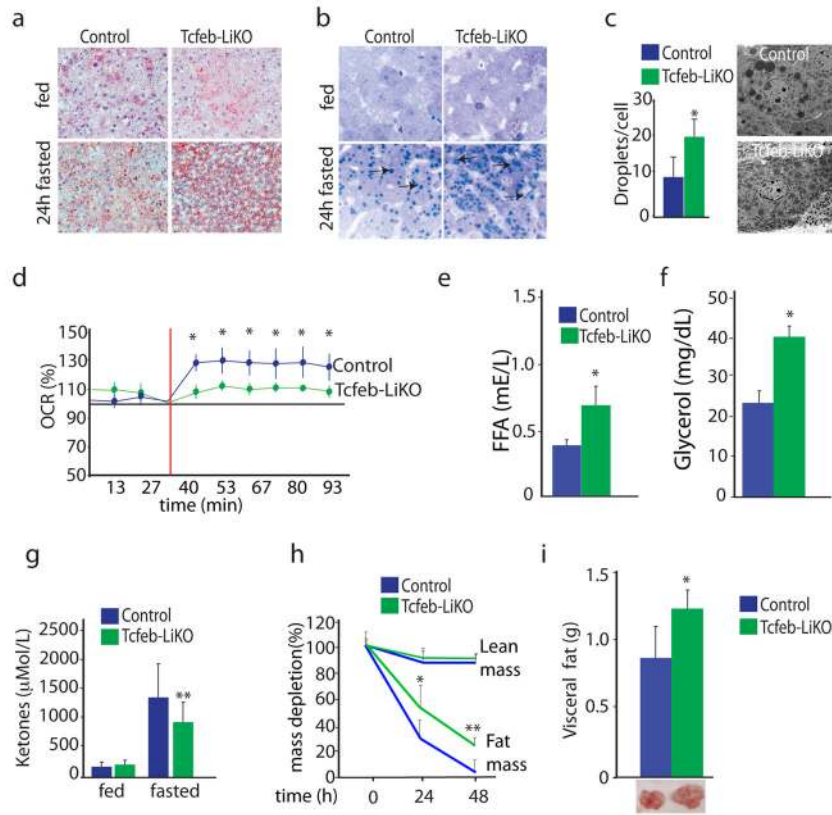 a
Control Tcfeb-LiKO
fed
24h fasted
b
Control Tcfeb-LiKO
fed
24h fasted
c
Control
Tcfeb-LiKO
30
20
10
0
Droplets/cell
*
Control
Tcfeb-LiKO
d
150
130
110
90
70
50
OCR (%)
* * * * * *
Control
Tcfeb-LiKO
13 27 40 53 67 80 93
time (min)
e
1.5
1.0
0.5
0
FFA (mE/L)
Control
Tcfeb-LiKO
*
f
50
40
30
20
10
0
Glycerol (mg/dL)
*
g
Control
Tcfeb-LiKO
2500
2000
1500
1000
500
0
Ketones (μMol/L)
**
fed fasted
h
Control
Tcfeb-LiKO
120
100
80
60
40
20
0
mass depletion(%)
Lean
mass
*
**
Fat
mass
time (h) 0 24 48
i
1.5
1.0
0.5
0
Visceral fat (g)
*
Control
Tcfeb-LiKO